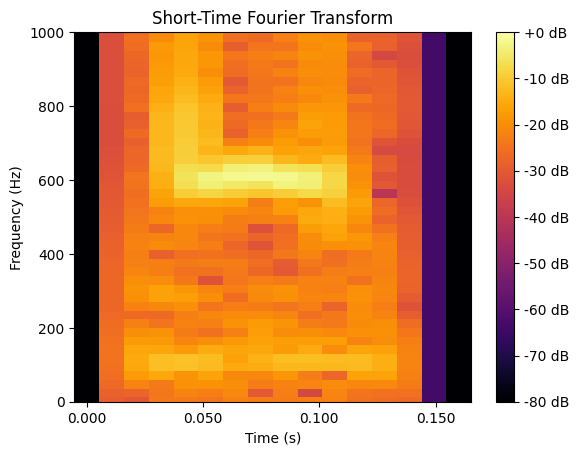 Short-Time Fourier Transform
1000
800
600
400
200
0
Frequency (Hz)
0.000
0.050
0.100
0.150
Time (s)
+0 dB
-10 dB
-20 dB
-30 dB
-40 dB
-50 dB
-60 dB
-70 dB
-80 dB